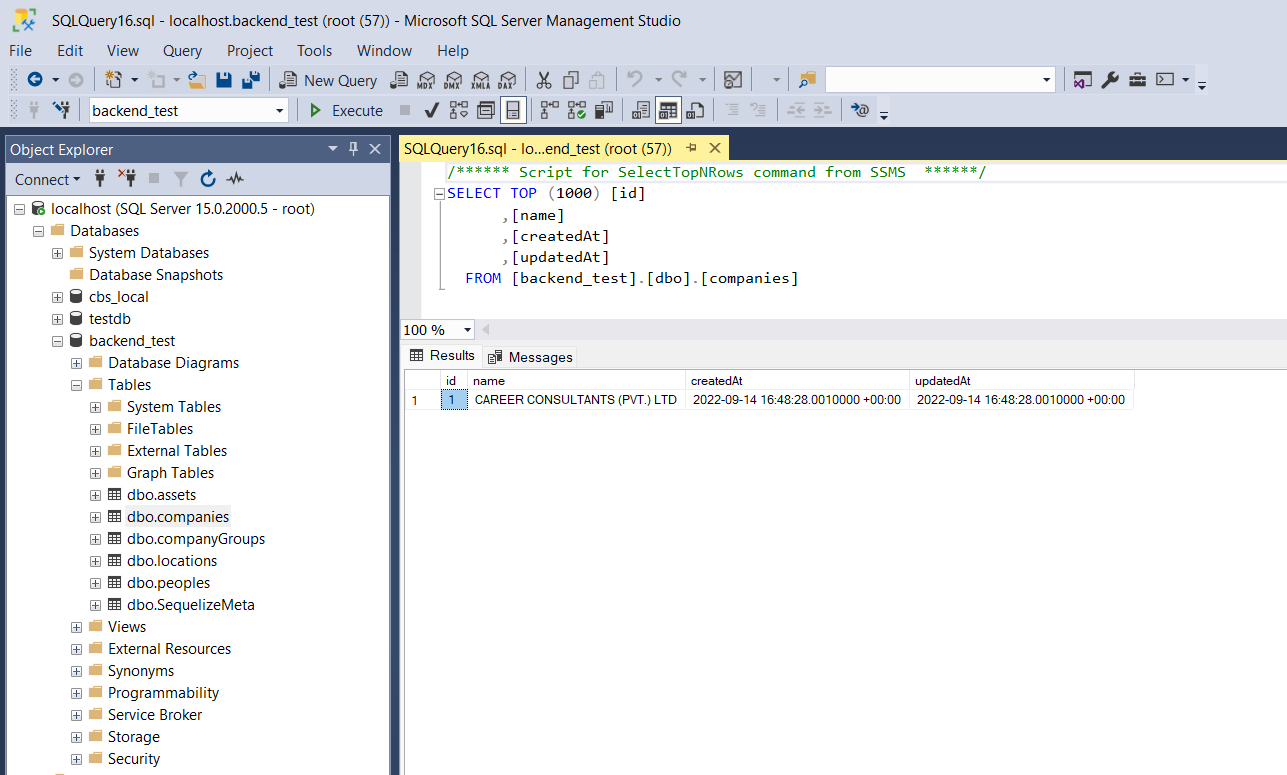 SQLQuery16.sql - localhost.backend_test (root (57)) - Microsoft SQL Server Management Studio
File Edit View Query Project Tools Window Help
New Query MDX DMX XMLA DAX
backend_test Execute
Object Explorer
Connect
localhost (SQL Server 15.0.2000.5 - root)
Databases
System Databases
Database Snapshots
cbs_local
testdb
backend_test
Database Diagrams
Tables
System Tables
FileTables
External Tables
Graph Tables
dbo.assets
dbo.companies
dbo.companyGroups
dbo.locations
dbo.peoples
dbo.SequelizeMeta
Views
External Resources
Synonyms
Programmability
Service Broker
Storage
Security
SQLQuery16.sql - lo...end_test (root (57))
/****** Script for SelectTopNRows command from SSMS  ******/
SELECT TOP (1000) [id]
,[name]
,[createdAt]
,[updatedAt]
FROM [backend_test].[dbo].[companies]
100 %
Results Messages
id name createdAt updatedAt
1 1 CAREER CONSULTANTS (PVT.) LTD 2022-09-14 16:48:28.0010000 +00:00 2022-09-14 16:48:28.0010000 +00:00